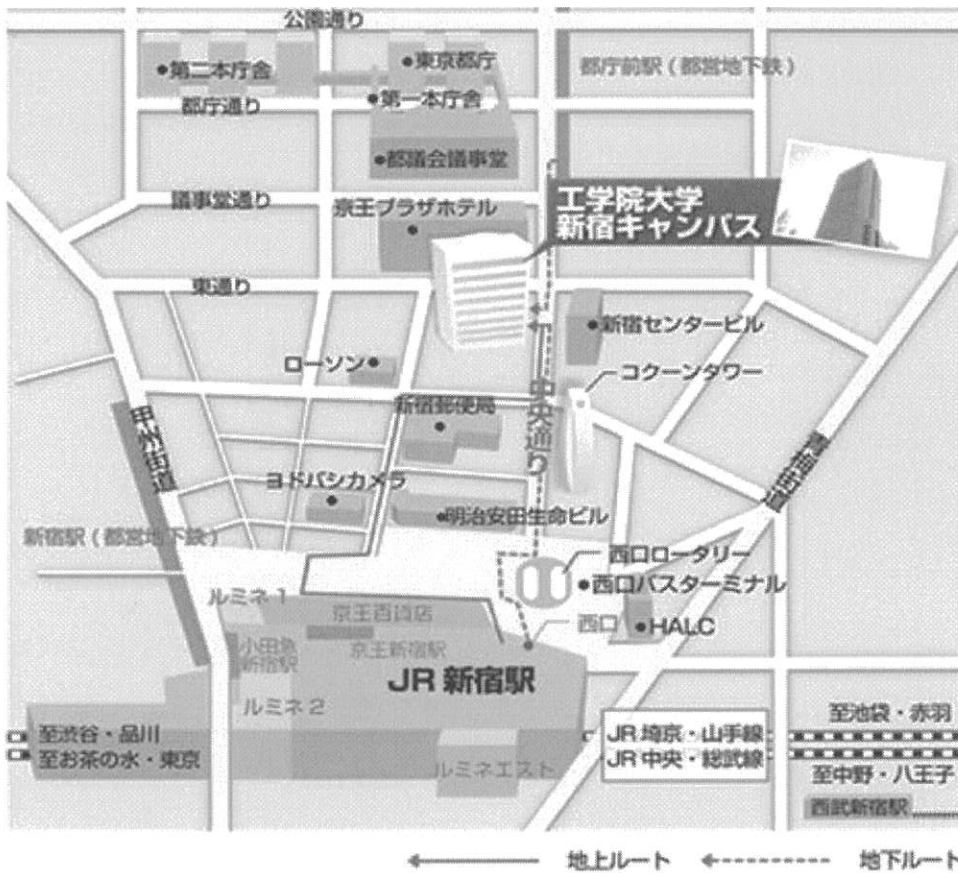 公園通り
第二本庁舎
東京都庁
都庁前駅(都営地下鉄)
都庁通り
第一本庁舎
都議会議事堂
議事堂通り
京王プラザホテル
工学院大学
新宿キャンパス
東通り
新宿センタービル
ローソン
コクーンタワー
中央通り
新宿郵便局
甲州街道
青梅街道
ヨドバシカメラ
明治安田生命ビル
新宿駅(都営地下鉄)
西口ロータリー
西口バスターミナル
ルミネ1
京王百貨店
西口
HALC
小田急
新宿駅
京王新宿駅
JR 新宿駅
ルミネ2
至渋谷・品川
至お茶の水・東京
JR 埼京・山手線
JR 中央・総武線
至池袋・赤羽
至中野・八王子
ルミネエスト
西武新宿駅
地上ルート
地下ルート